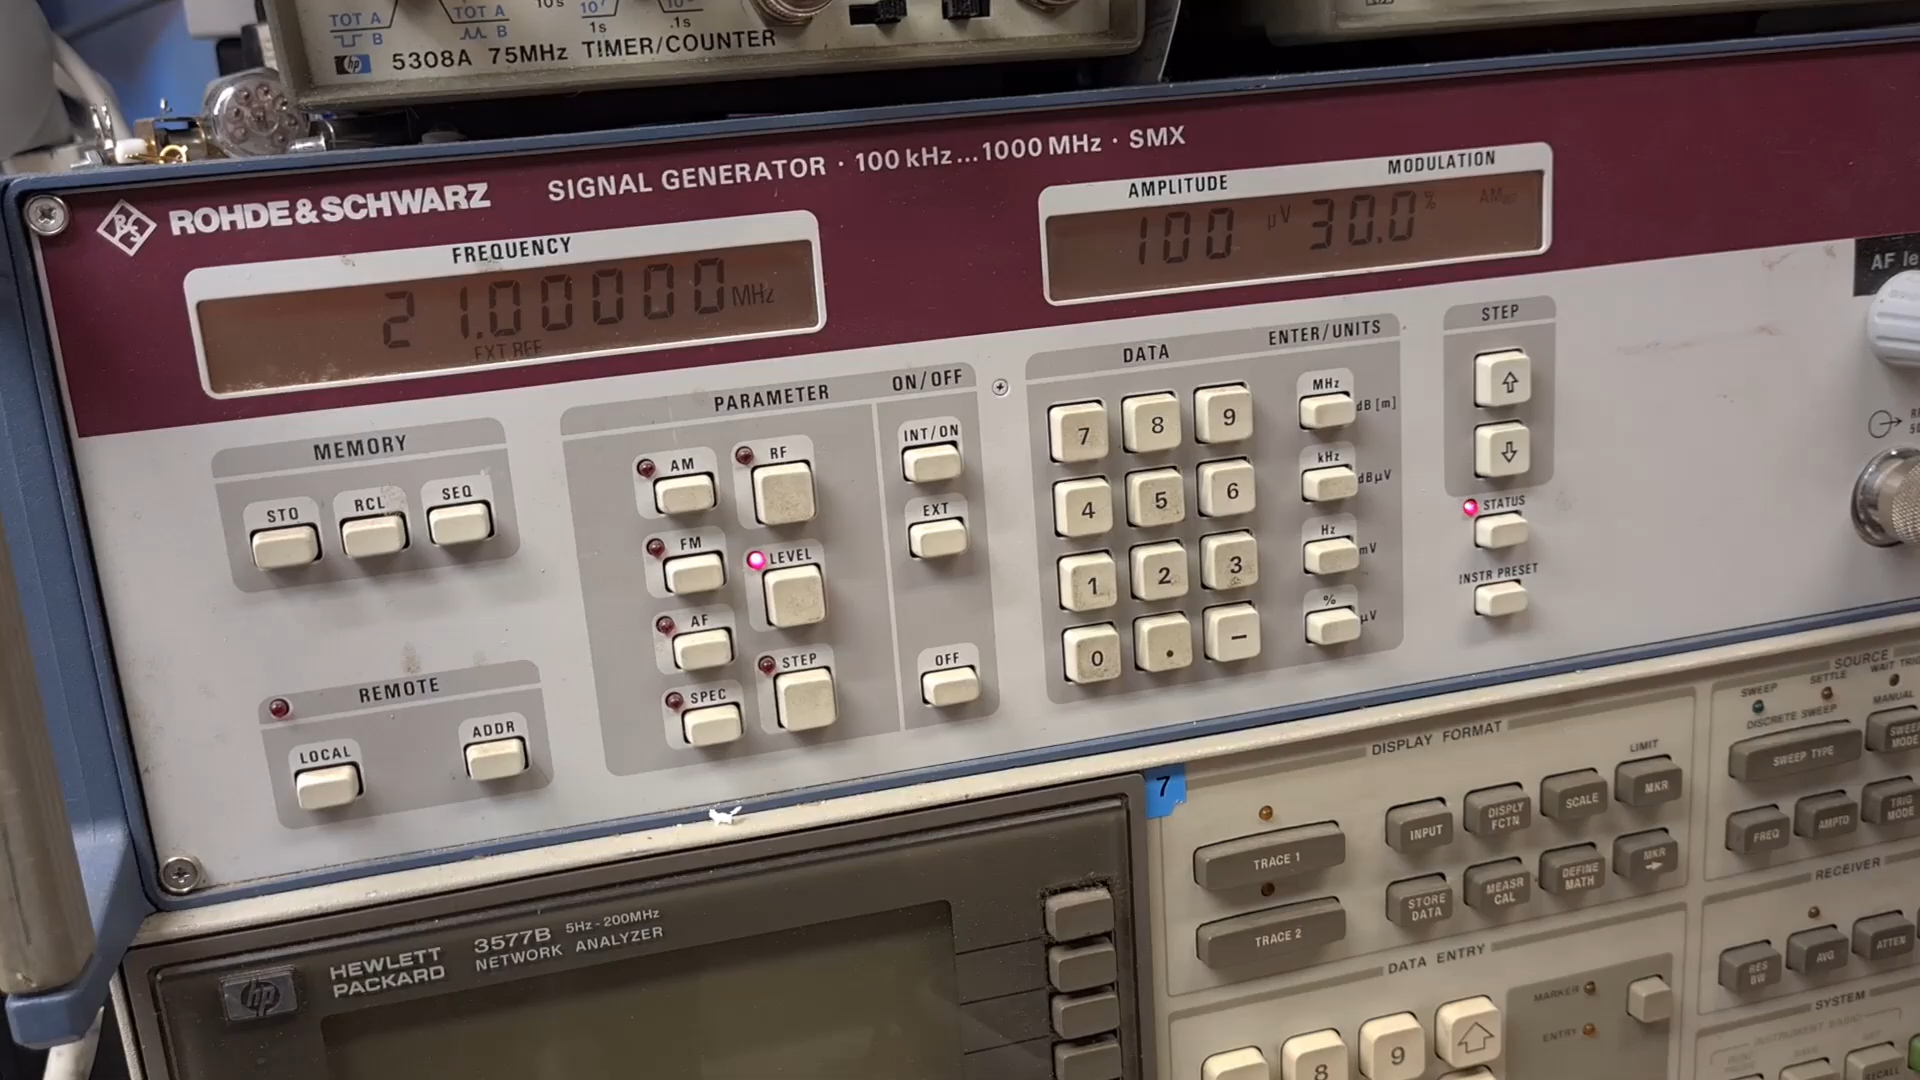 TOT A
B
TOT A
B
10s
10⁷
1s
.1s
hp 5308A 75MHz TIMER/COUNTER
ROHDE&SCHWARZ
SIGNAL GENERATOR · 100 kHz...1000 MHz · SMX
FREQUENCY
21.00000 MHz
EXT REF
AMPLITUDE
MODULATION
100 µV 30.0 %
AM
AF le
MEMORY
STO
RCL
SEQ
REMOTE
LOCAL
ADDR
PARAMETER
ON/OFF
AM
RF
FM
LEVEL
AF
STEP
SPEC
INT/ON
EXT
OFF
DATA
ENTER/UNITS
7
8
9
MHz
dB [m]
4
5
6
kHz
dBµV
1
2
3
Hz
mV
0
.
–
%
µV
STEP
STATUS
INSTR PRESET
7
hp
HEWLETT
PACKARD
3577B 5Hz-200MHz
NETWORK ANALYZER
DISPLAY FORMAT
TRACE 1
TRACE 2
INPUT
DISPLY
FCTN
SCALE
LIMIT
MKR
STORE
DATA
MEASR
CAL
DEFINE
MATH
MKR
→
DATA ENTRY
8
9
MARKER
ENTRY
SOURCE
SWEEP
SETTLE
WAIT TRIG
DISCRETE SWEEP
MANUAL
SWEEP TYPE
SWEEP
MODE
FREQ
AMPTD
TRIG
MODE
RECEIVER
RES
BW
AVG
ATTEN
SYSTEM
INSTRUMENT BASIC
SAVE
RECALL